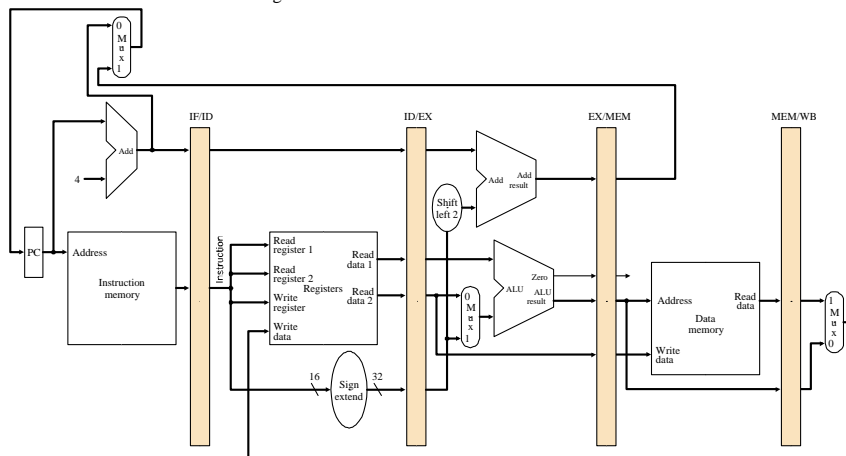 0
M
u
x
1
IF/ID
ID/EX
EX/MEM
MEM/WB
Add
4
Add
Add
result
Shift
left 2
PC
Address
Instruction
memory
Instruction
Read
register 1
Read
register 2
Write
register
Write
data
Registers
Read
data 1
Read
data 2
0
M
u
x
1
Zero
ALU
ALU
result
Address
Write
data
Read
data
Data
memory
1
M
u
x
0
16
Sign
extend
32